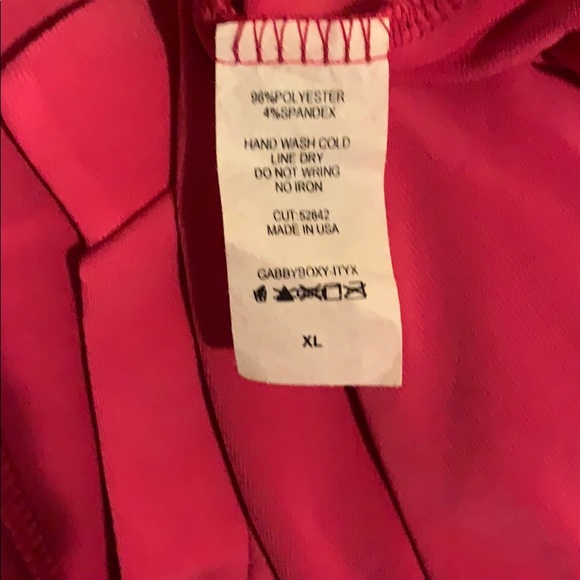 96%POLYESTER
4%SPANDEX
HAND WASH COLD
LINE DRY
DO NOT WRING
NO IRON
CUT:52642
MADE IN USA
GABBYBOXY-ITYX
XL